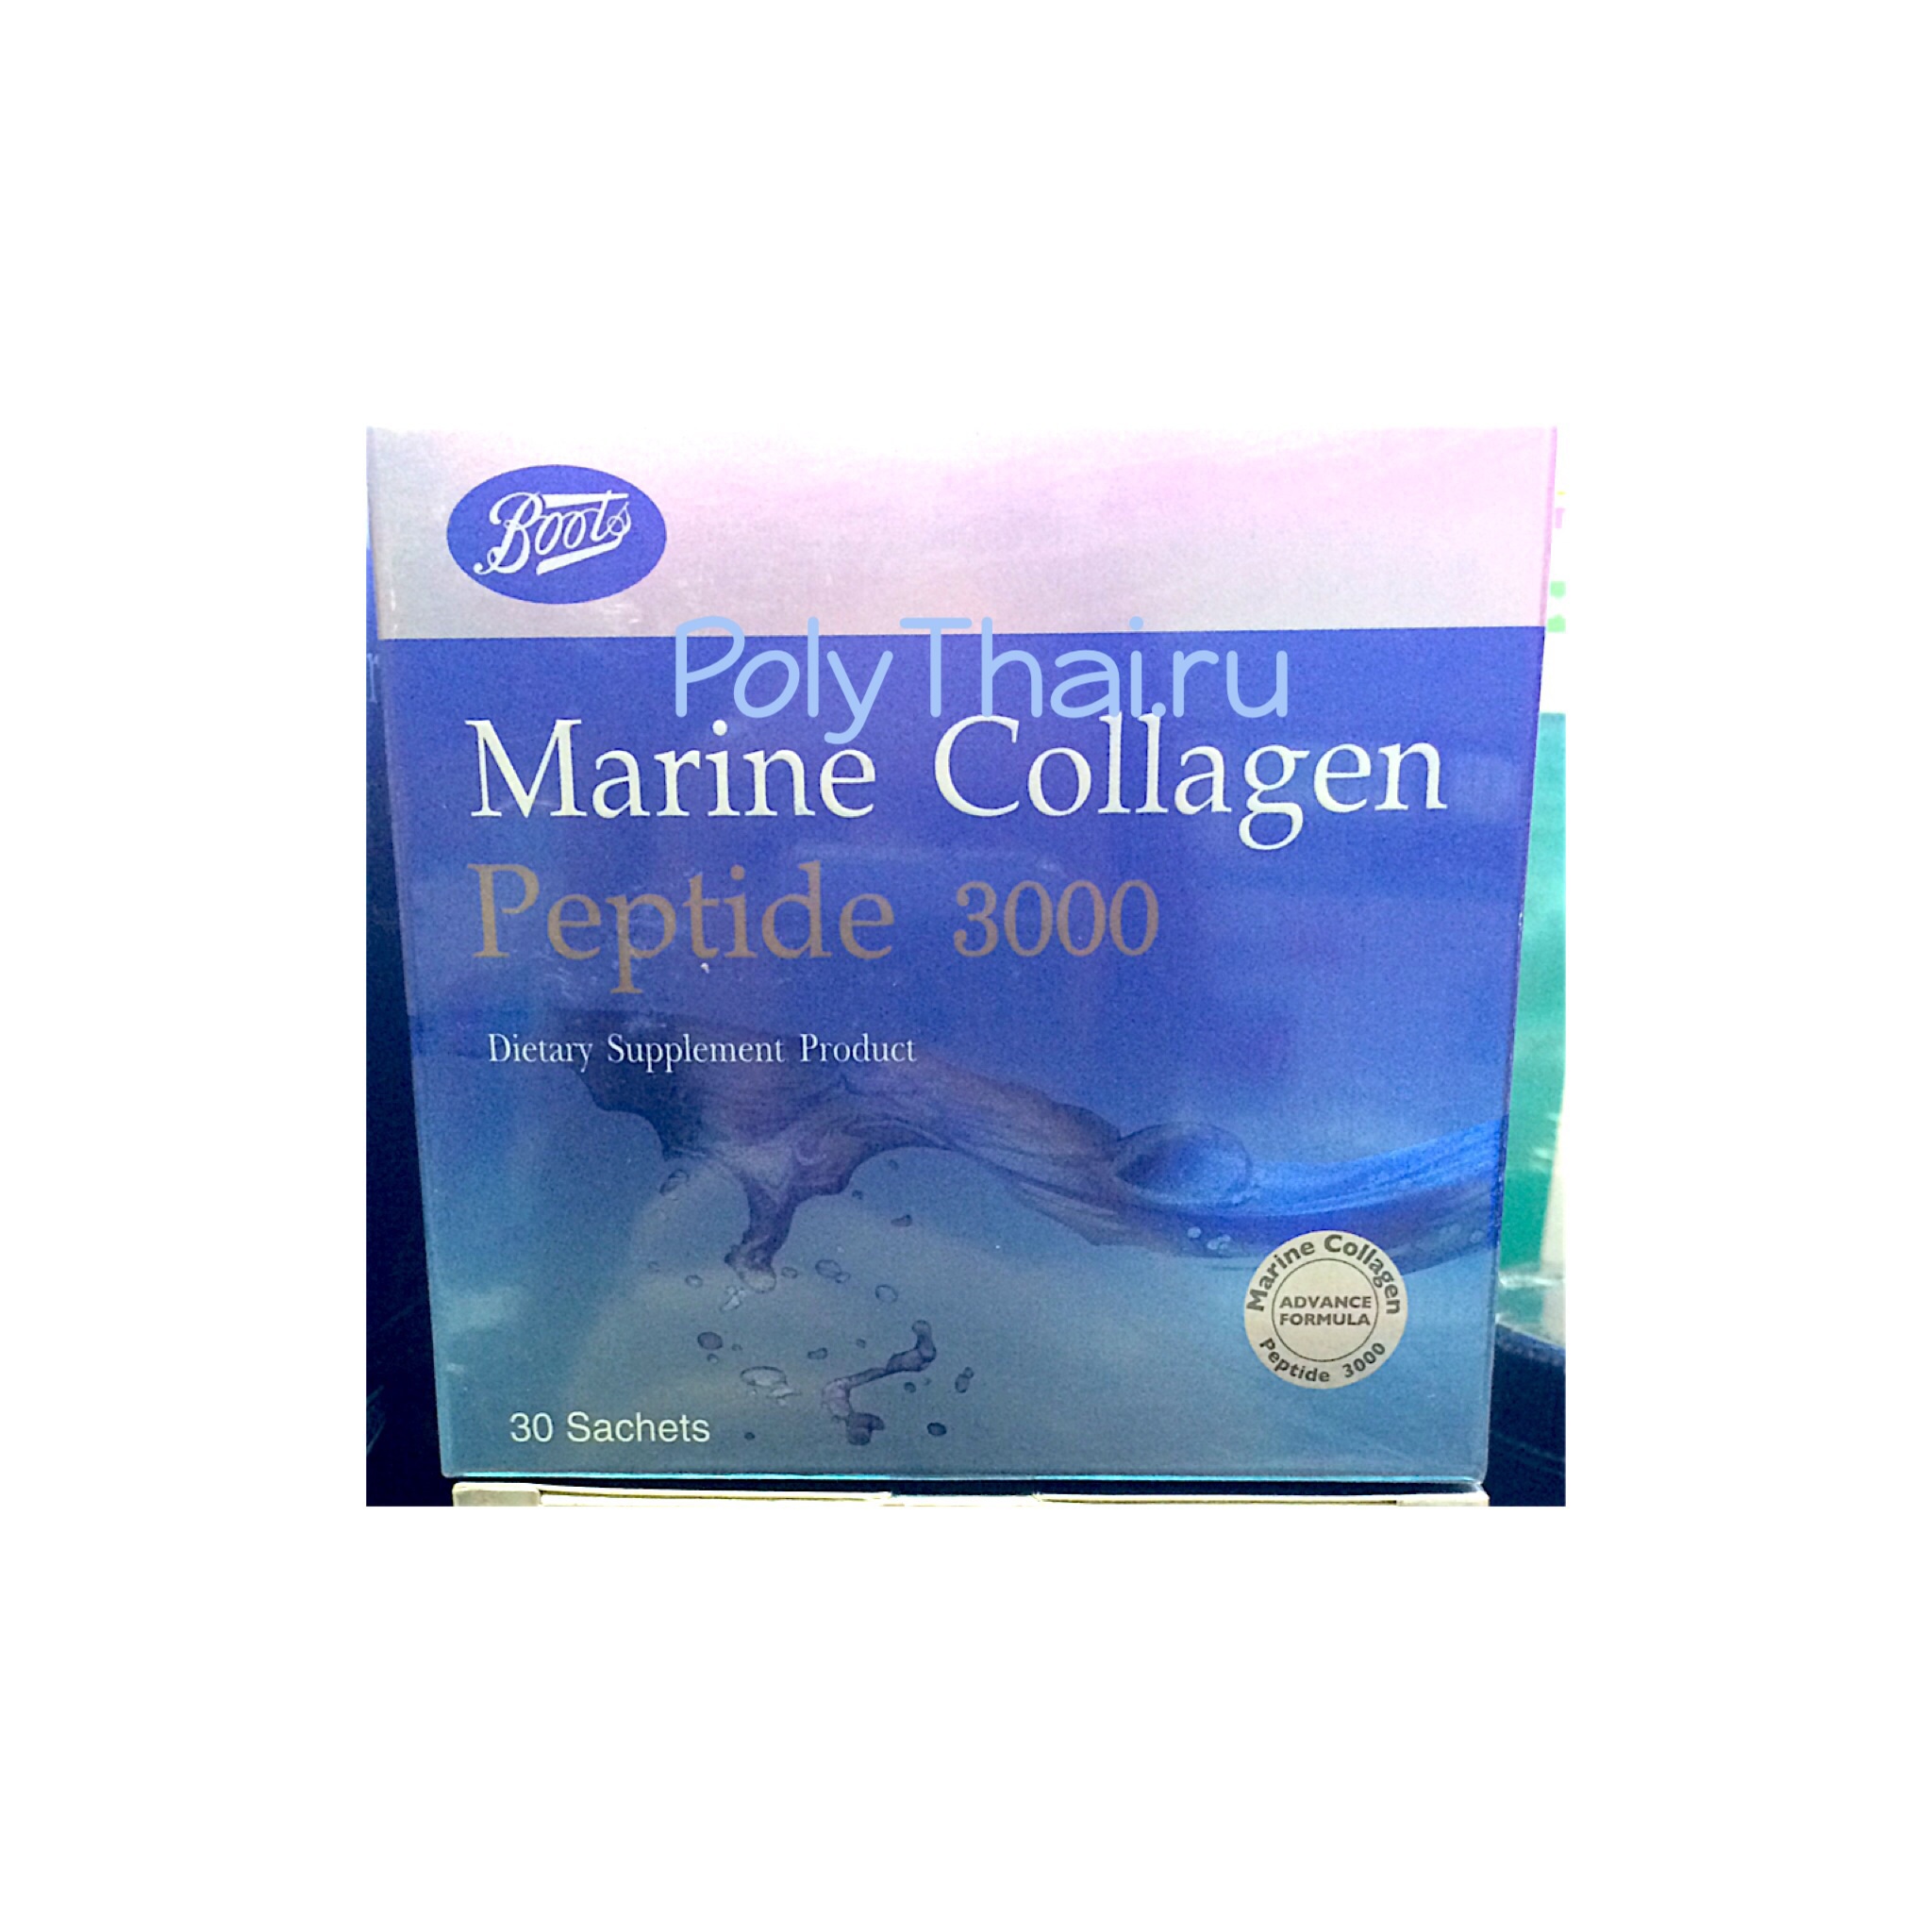 Boots
PolyThai.ru
Marine Collagen
Peptide 3000
Dietary Supplement Product
Marine Collagen
ADVANCE
FORMULA
Peptide 3000
30 Sachets